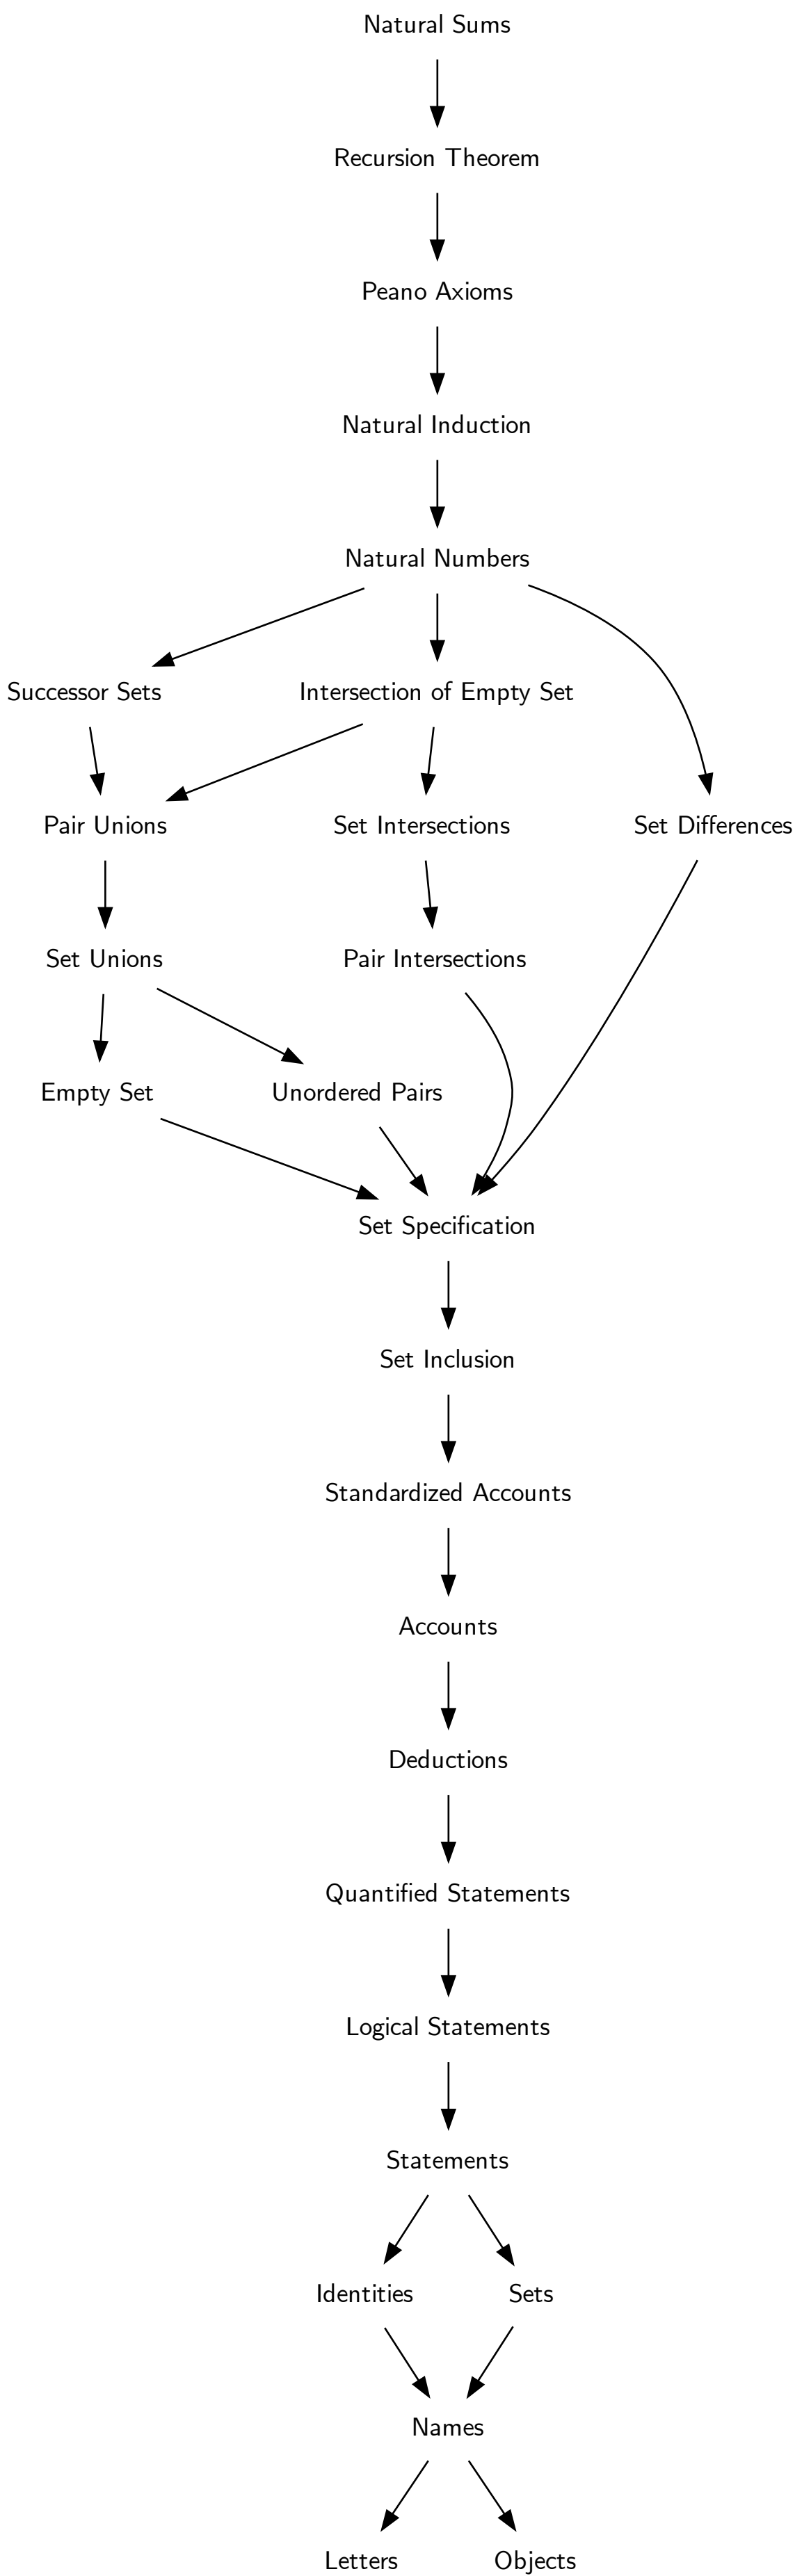 Natural Sums
Recursion Theorem
Peano Axioms
Natural Induction
Natural Numbers
Successor Sets
Intersection of Empty Set
Pair Unions
Set Intersections
Set Differences
Set Unions
Pair Intersections
Empty Set
Unordered Pairs
Set Specification
Set Inclusion
Standardized Accounts
Accounts
Deductions
Quantified Statements
Logical Statements
Statements
Identities
Sets
Names
Letters
Objects